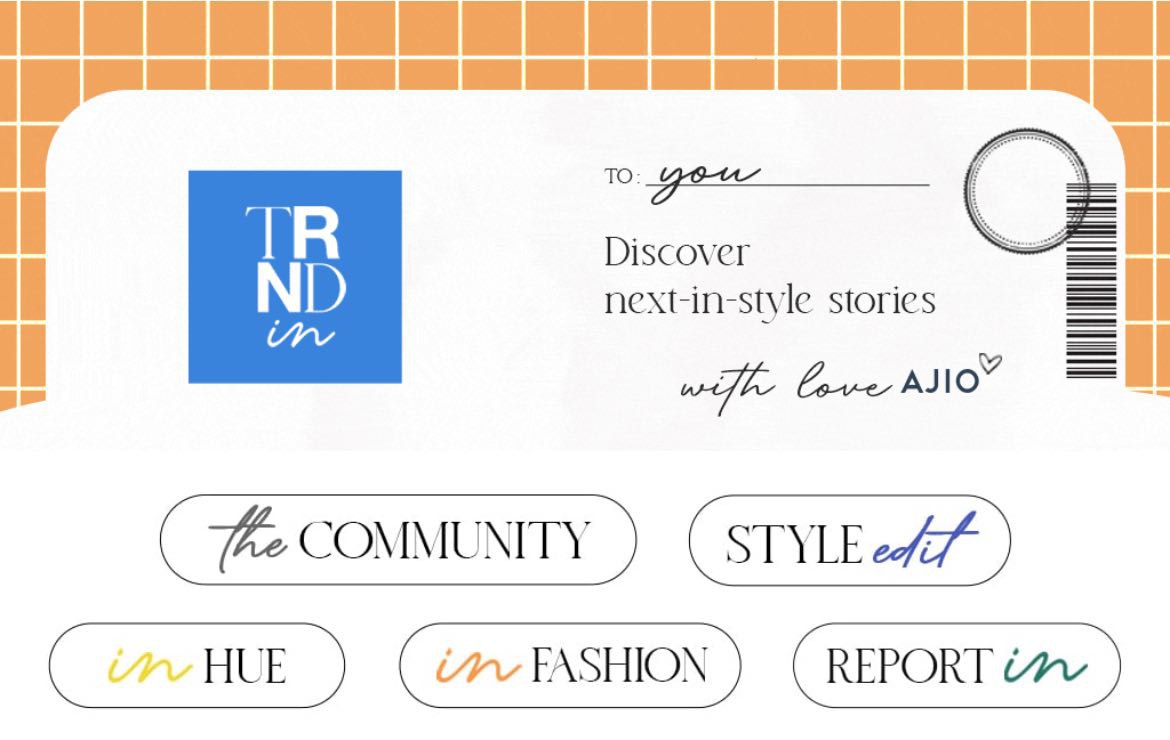 TR
ND
in
TO: you
Discover
next-in-style stories
with love AJIO
the COMMUNITY
STYLE edit
in HUE
in FASHION
REPORT in